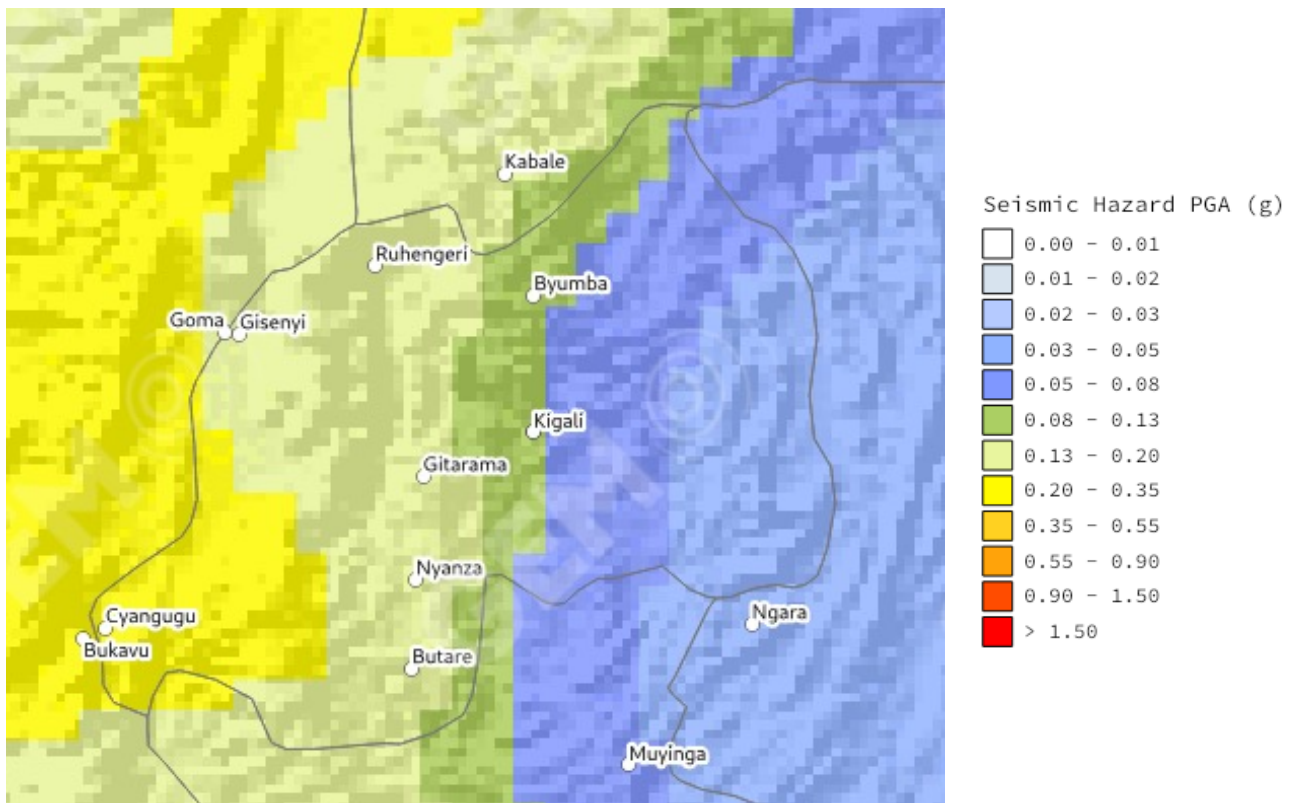 Kabale
Ruhengeri
Byumba
Goma
Gisenyi
Kigali
Gitarama
Nyanza
Cyangugu
Bukavu
Ngara
Butare
Muyinga
Seismic Hazard PGA (g)
0.00 - 0.01
0.01 - 0.02
0.02 - 0.03
0.03 - 0.05
0.05 - 0.08
0.08 - 0.13
0.13 - 0.20
0.20 - 0.35
0.35 - 0.55
0.55 - 0.90
0.90 - 1.50
> 1.50